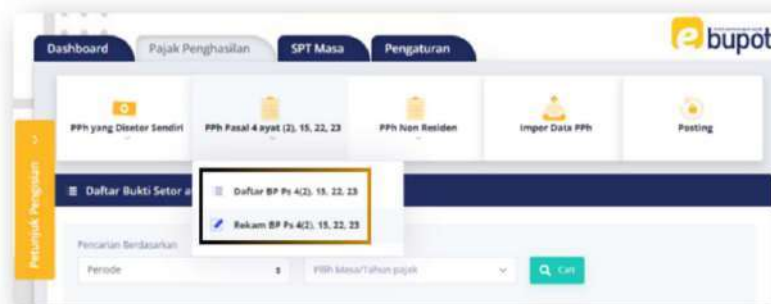 bupot
Dashboard Pajak Penghasilan SPT Masa Pengaturan
PPh yang Disetor Sendiri PPh Pasal 4 ayat (2), 15, 22, 23 PPh Non Residen Impor Data PPh Posting
Petunjuk Pengisian
Daftar Bukti Setor a
Daftar BP Ps 4(2), 15, 22, 23
Rekam BP Ps 4(2), 15, 22, 23
Pencarian Berdasarkan
Periode Pilih Masa/Tahun pajak Cari